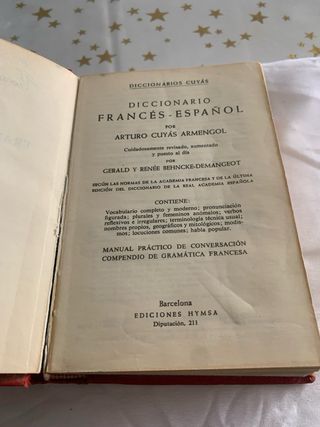 DICCIONARIOS CUYÁS
DICCIONARIO
FRANCÉS - ESPAÑOL
POR
ARTURO CUYÁS ARMENGOL
Cuidadosamente revisado, aumentado
y puesto al día
POR
GERALD Y RENÉE BEHNCKE-DEMANGEOT
SEGÚN LAS NORMAS DE LA ACADEMIA FRANCESA Y DE LA ÚLTIMA
EDICIÓN DEL DICCIONARIO DE LA REAL ACADEMIA ESPAÑOLA
CONTIENE:
Vocabulario completo y moderno; pronunciación
figurada; plurales y femeninos anómalos; verbos
reflexivos e irregulares; terminología técnica usual;
nombres propios, geográficos y mitológicos; modis-
mos; locuciones comunes; habla popular.
MANUAL PRÁCTICO DE CONVERSACIÓN
COMPENDIO DE GRAMÁTICA FRANCESA
Barcelona
EDICIONES HYMSA
Diputación, 211